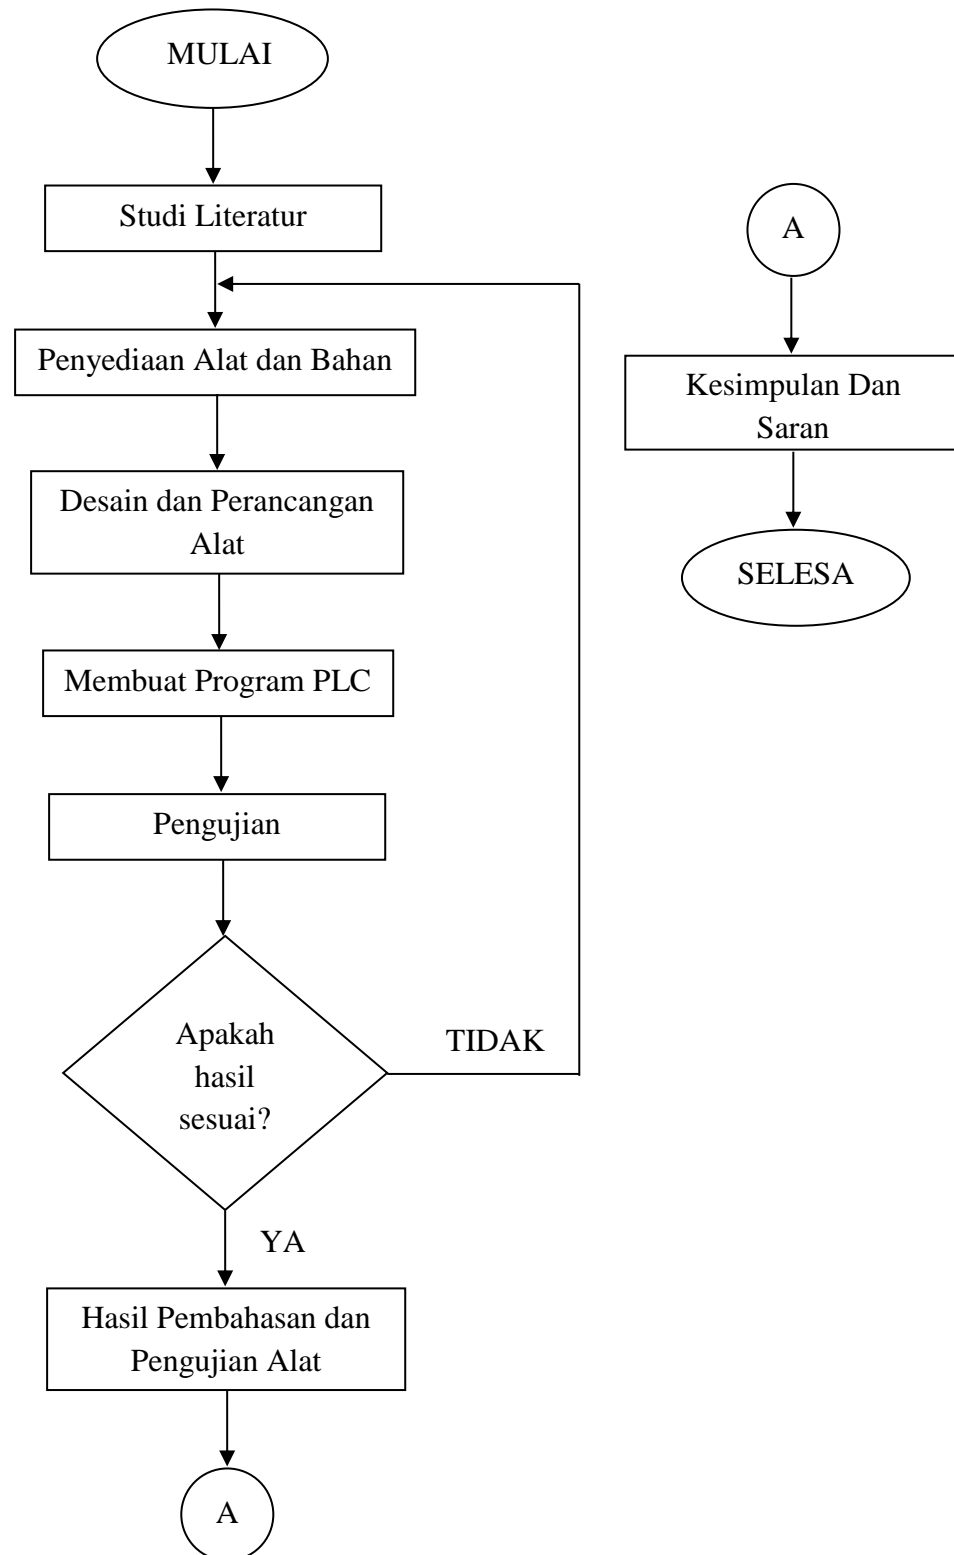 MULAI
Studi Literatur
Penyediaan Alat dan Bahan
Desain dan Perancangan
Alat
Membuat Program PLC
Pengujian
Apakah
hasil
sesuai?
TIDAK
YA
Hasil Pembahasan dan
Pengujian Alat
A
A
Kesimpulan Dan
Saran
SELESA